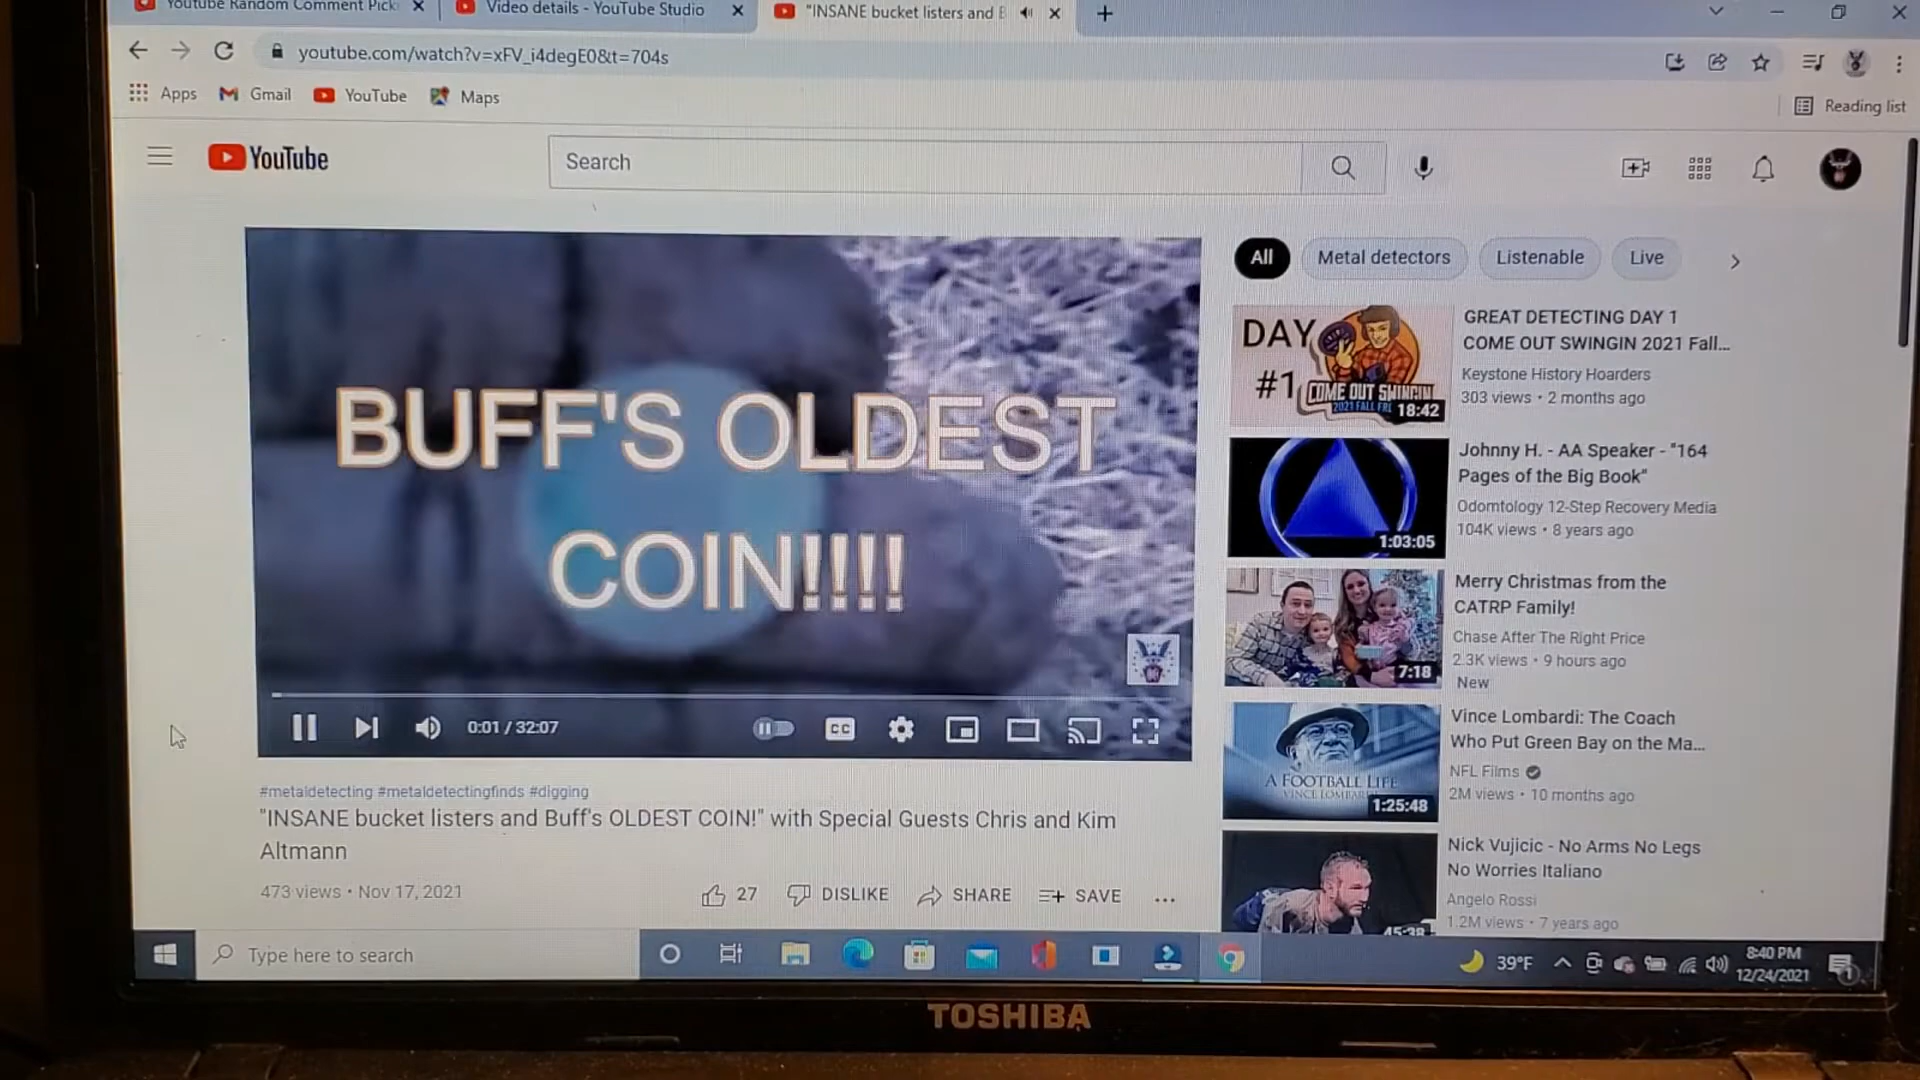 Youtube Random Comment Pick
Video details - YouTube Studio
"INSANE bucket listers and B
youtube.com/watch?v=xFV_i4degE0&t=704s
Apps
Gmail
YouTube
Maps
Reading list
YouTube
Search
BUFF'S OLDEST
COIN!!!!
0:01 / 32:07
CC
#metaldetecting #metaldetectingfinds #digging
"INSANE bucket listers and Buff's OLDEST COIN!" with Special Guests Chris and Kim
Altmann
473 views • Nov 17, 2021
27
DISLIKE
SHARE
SAVE
All
Metal detectors
Listenable
Live
DAY
#1
COME OUT SWINGIN
2021 FALL
18:42
GREAT DETECTING DAY 1
COME OUT SWINGIN 2021 Fall...
Keystone History Hoarders
303 views • 2 months ago
1:03:05
Johnny H. - AA Speaker - "164
Pages of the Big Book"
Odomtology 12-Step Recovery Media
104K views • 8 years ago
7:18
Merry Christmas from the
CATRP Family!
Chase After The Right Price
2.3K views • 9 hours ago
New
A FOOTBALL LIFE
VINCE LOMBARDI
1:25:48
Vince Lombardi: The Coach
Who Put Green Bay on the Ma...
NFL Films
2M views • 10 months ago
45:38
Nick Vujicic - No Arms No Legs
No Worries Italiano
Angelo Rossi
1.2M views • 7 years ago
Type here to search
39°F
8:40 PM
12/24/2021
1
TOSHIBA